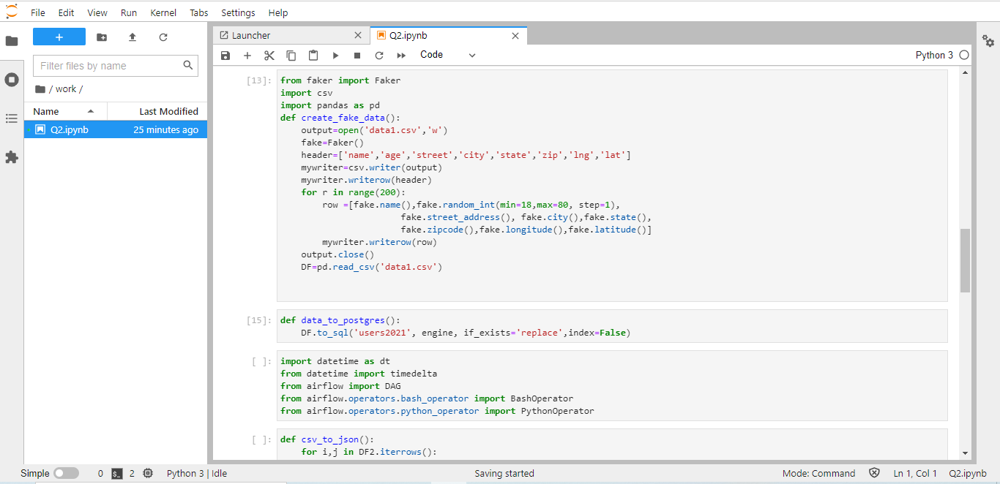 File Edit View Run Kernel Tabs Settings Help
+
Filter files by name
/ work /
Name Last Modified
Q2.ipynb 25 minutes ago
Launcher Q2.ipynb
Code Python 3
[13]: from faker import Faker
import csv
import pandas as pd
def create_fake_data():
    output=open('data1.csv','w')
    fake=Faker()
    header=['name','age','street','city','state','zip','lng','lat']
    mywriter=csv.writer(output)
    mywriter.writerow(header)
    for r in range(200):
        row =[fake.name(),fake.random_int(min=18,max=80, step=1),
                       fake.street_address(), fake.city(),fake.state(),
                       fake.zipcode(),fake.longitude(),fake.latitude()]
        mywriter.writerow(row)
    output.close()
    DF=pd.read_csv('data1.csv')
[15]: def data_to_postgres():
    DF.to_sql('users2021', engine, if_exists='replace',index=False)
[ ]: import datetime as dt
from datetime import timedelta
from airflow import DAG
from airflow.operators.bash_operator import BashOperator
from airflow.operators.python_operator import PythonOperator
[ ]: def csv_to_json():
    for i,j in DF2.iterrows():
Simple 0 $_ 2 Python 3 | Idle Saving started Mode: Command Ln 1, Col 1 Q2.ipynb